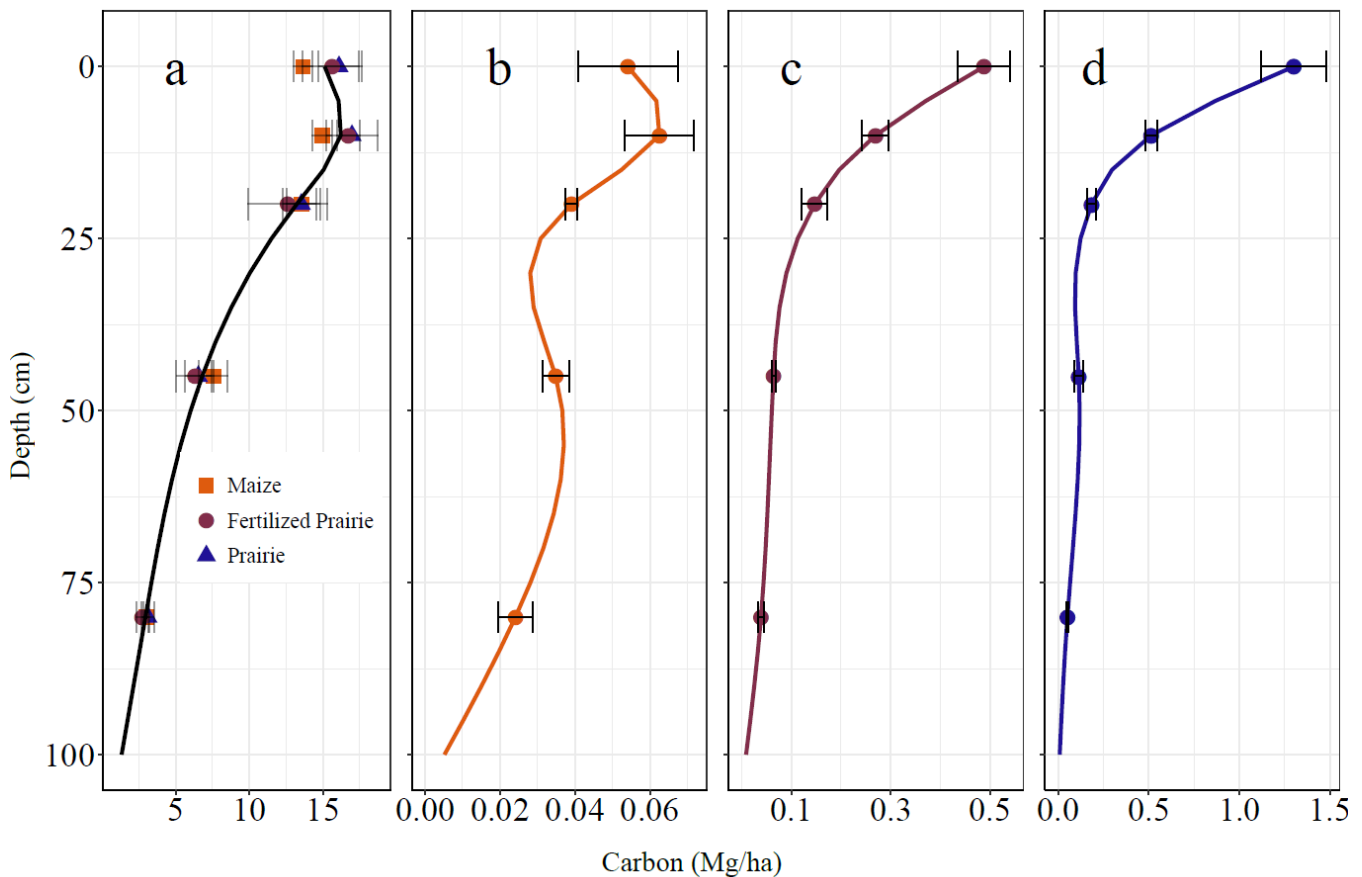 a
b
c
d
0
25
50
75
100
Depth (cm)
Maize
Fertilized Prairie
Prairie
5 10 15
0.00 0.02 0.04 0.06
0.1 0.3 0.5
0.0 0.5 1.0 1.5
Carbon (Mg/ha)